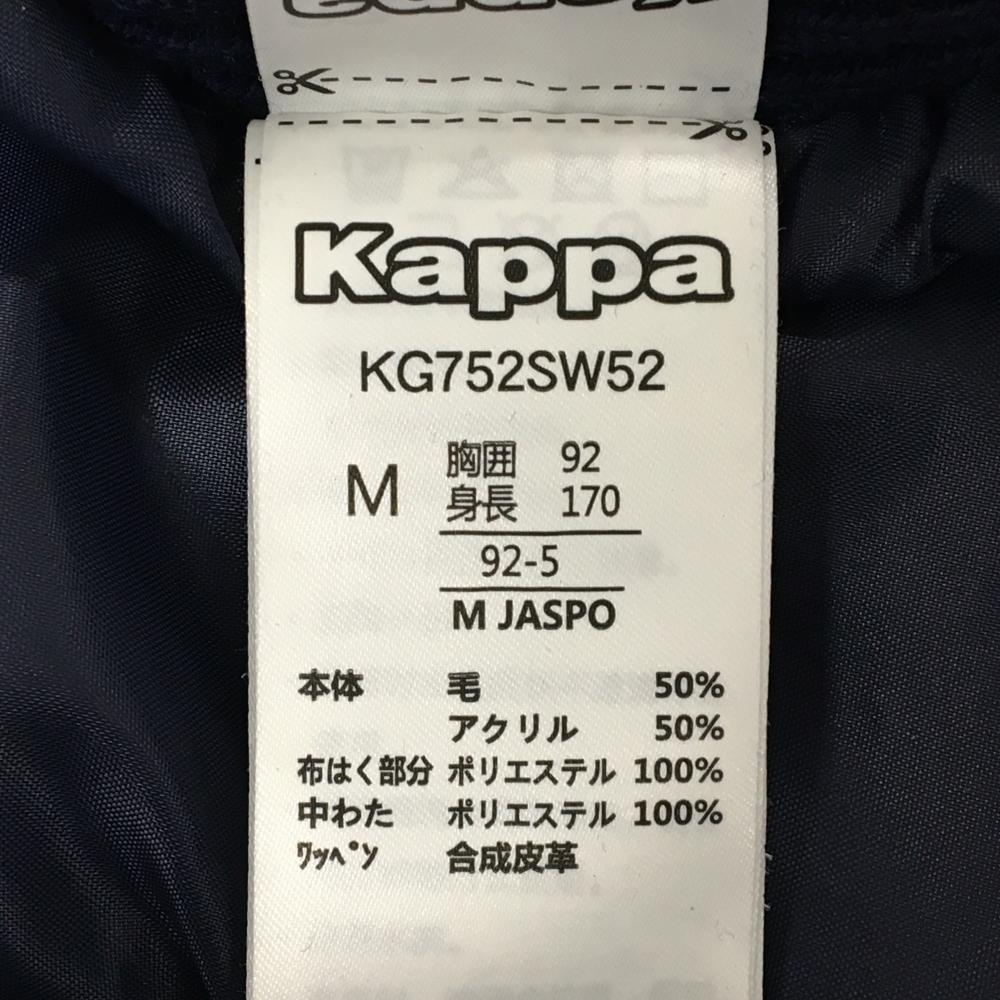 Kappa
Kappa
KG752SW52
M
胸囲 92
身長 170
92-5
M JASPO
本体 毛 50%
アクリル 50%
布はく部分 ポリエステル 100%
中わた ポリエステル 100%
ﾜｯﾍﾟﾝ 合成皮革